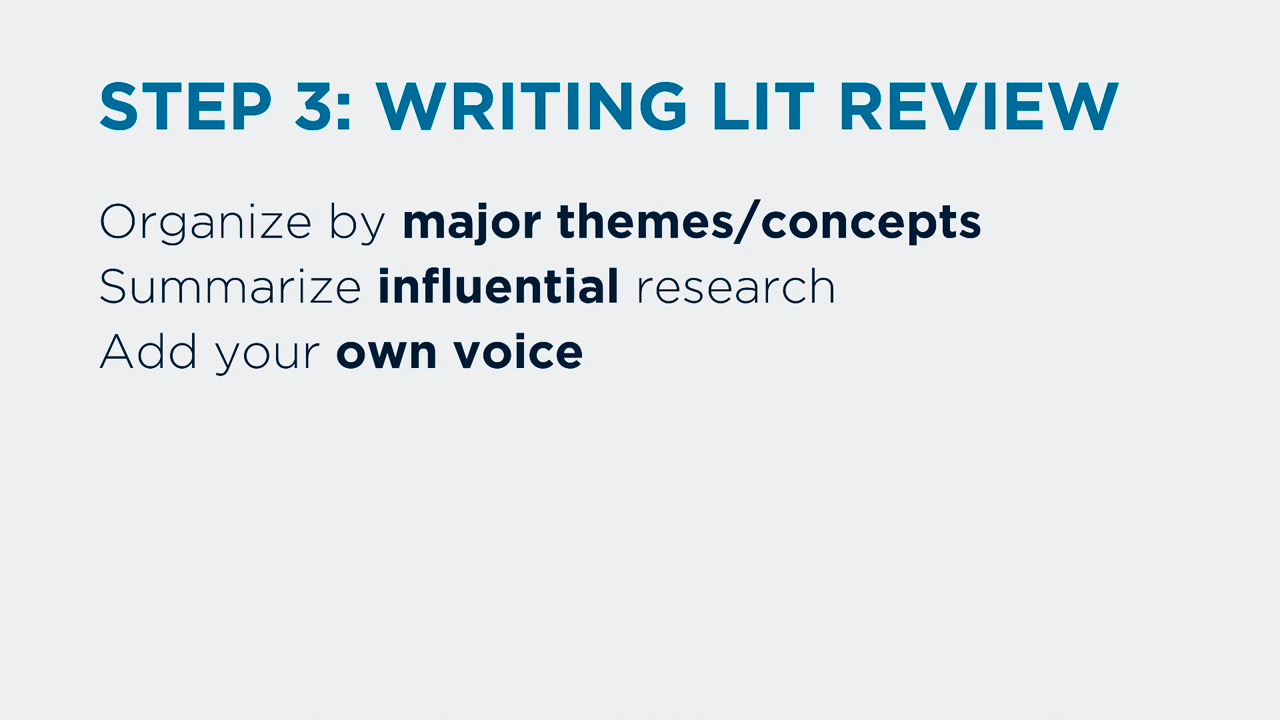 STEP 3: WRITING LIT REVIEW
Organize by major themes/concepts
Summarize influential research
Add your own voice